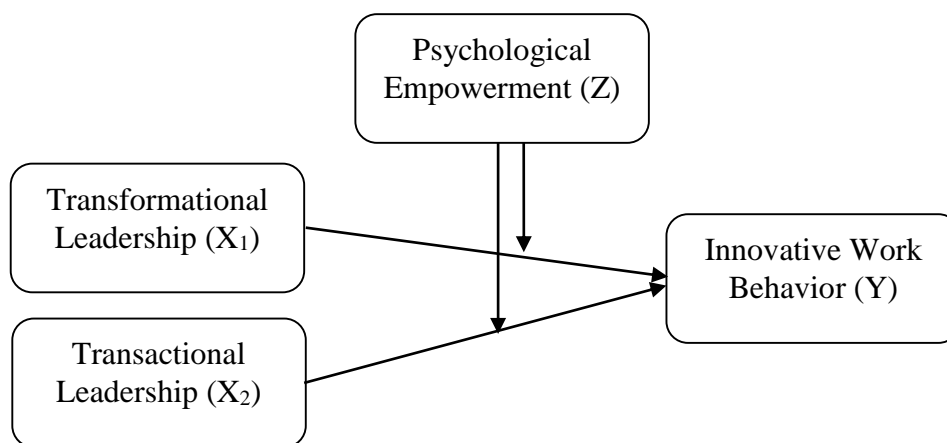 Psychological
Empowerment (Z)
Transformational
Leadership (X₁)
Innovative Work
Behavior (Y)
Transactional
Leadership (X₂)